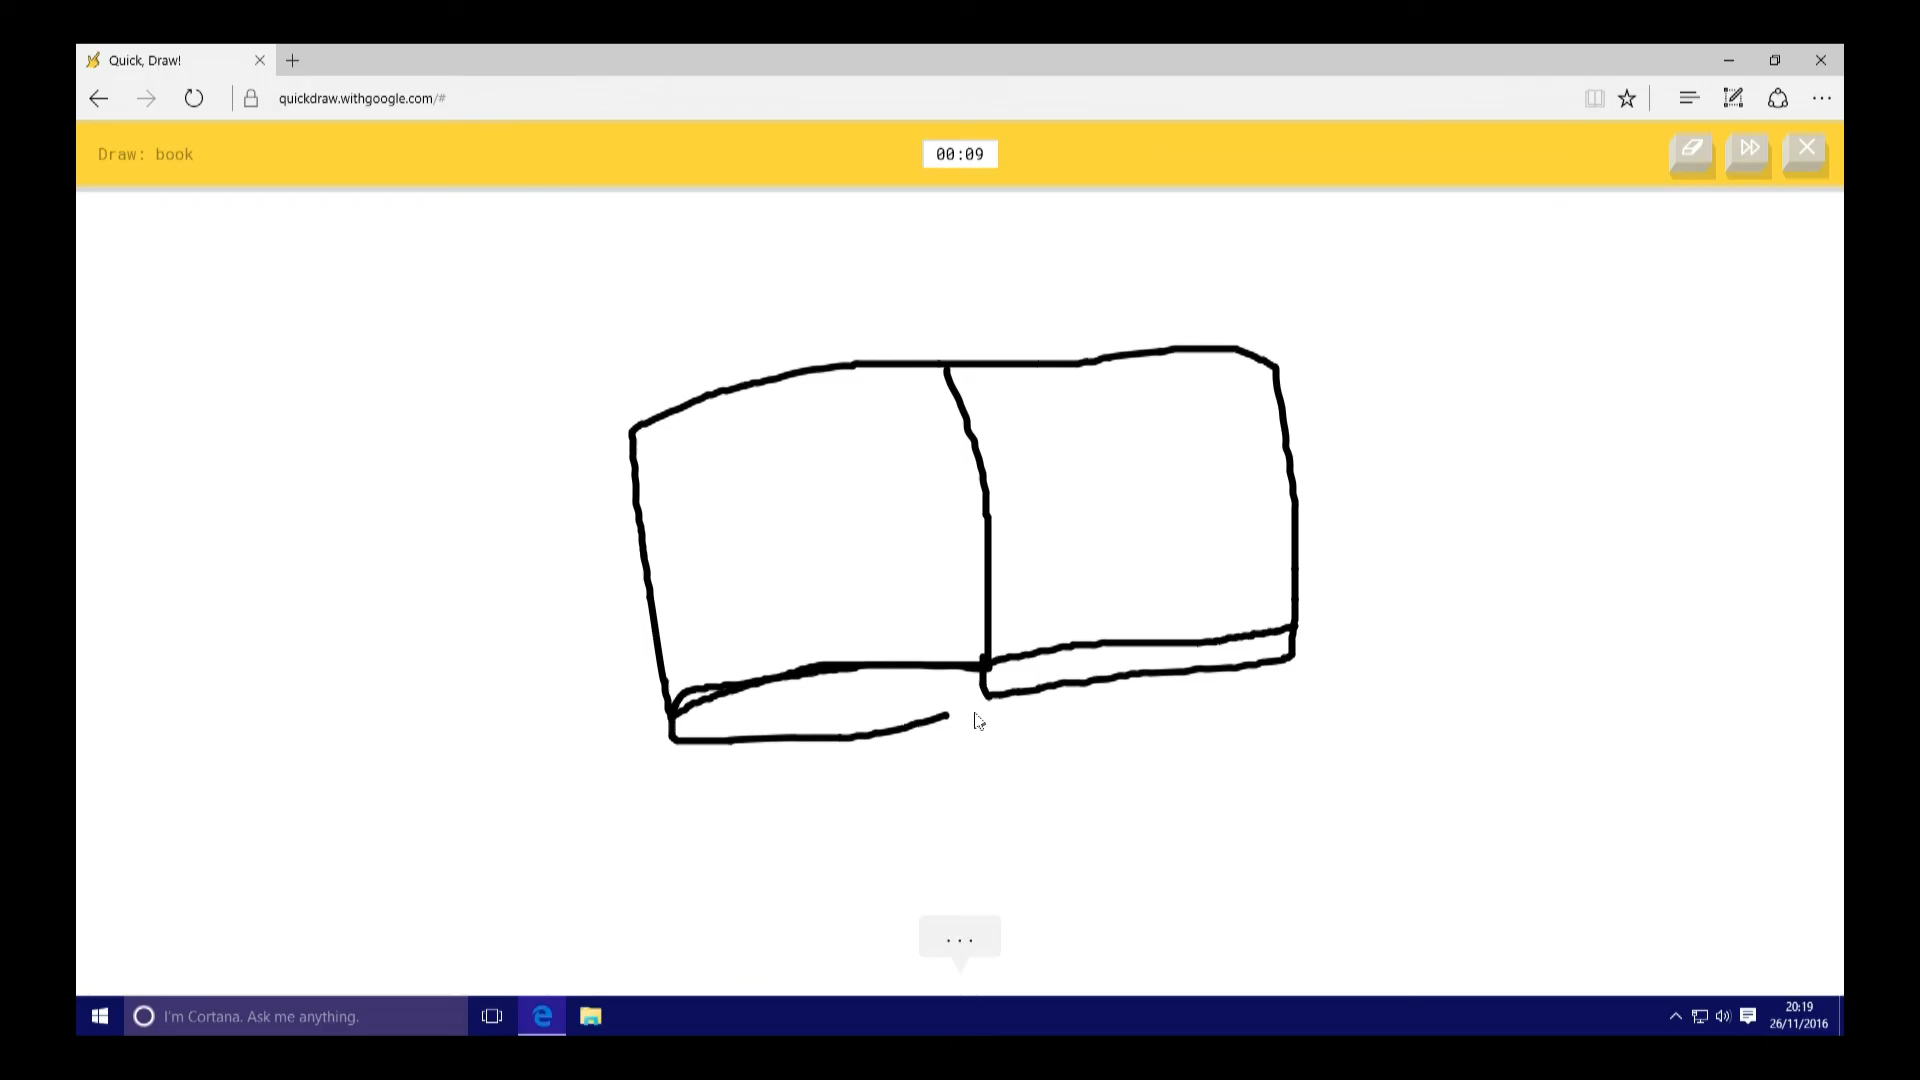 Quick, Draw!
quickdraw.withgoogle.com/#
Draw: book
00:09
...
I'm Cortana. Ask me anything.
20:19
26/11/2016